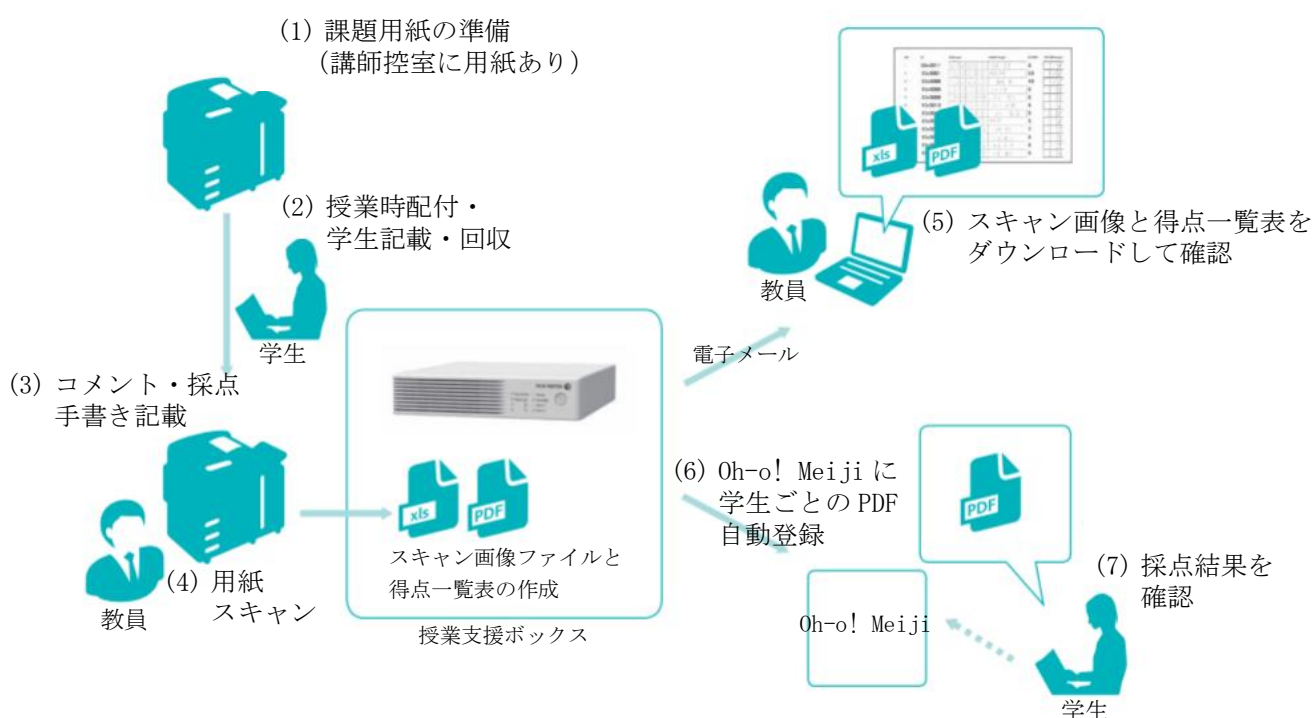 (1) 課題用紙の準備
(講師控室に用紙あり)
(2) 授業時配付・
学生記載・回収
学生
(3) コメント・採点
手書き記載
教員
(4) 用紙
スキャン
xls
PDF
スキャン画像ファイルと
得点一覧表の作成
授業支援ボックス
電子メール
xls
PDF
教員
(5) スキャン画像と得点一覧表を
ダウンロードして確認
(6) Oh-o! Meiji に
学生ごとの PDF
自動登録
PDF
Oh-o! Meiji
(7) 採点結果を
確認
学生